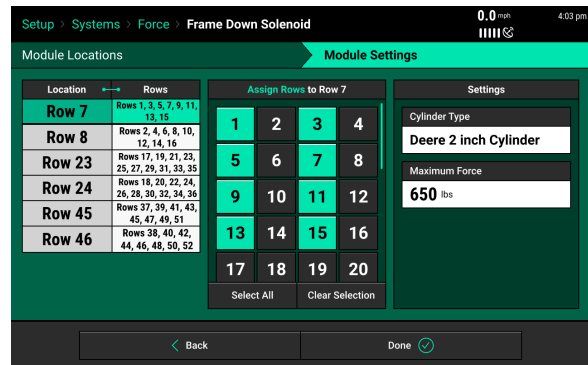 Setup > Systems > Force > Frame Down Solenoid
0.0 mph
4:03 pm
Module Locations
Module Settings
Location
Rows
Row 7
Rows 1, 3, 5, 7, 9, 11,
13, 15
Row 8
Rows 2, 4, 6, 8, 10,
12, 14, 16
Row 23
Rows 17, 19, 21, 23,
25, 27, 29, 31, 33, 35
Row 24
Rows 18, 20, 22, 24,
26, 28, 30, 32, 34, 36
Row 45
Rows 37, 39, 41, 43,
45, 47, 49, 51
Row 46
Rows 38, 40, 42,
44, 46, 48, 50, 52
Assign Rows to Row 7
1 2 3 4
5 6 7 8
9 10 11 12
13 14 15 16
17 18 19 20
Select All
Clear Selection
Settings
Cylinder Type
Deere 2 inch Cylinder
Maximum Force
650 lbs
Back
Done